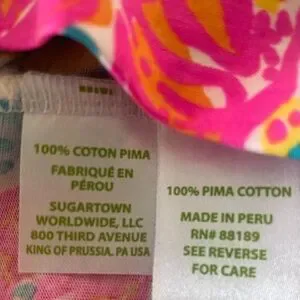 100% COTON PIMA
FABRIQUÉ EN
PÉROU
SUGARTOWN
WORLDWIDE, LLC
800 THIRD AVENUE
KING OF PRUSSIA, PA USA
100% PIMA COTTON
MADE IN PERU
RN# 88189
SEE REVERSE
FOR CARE